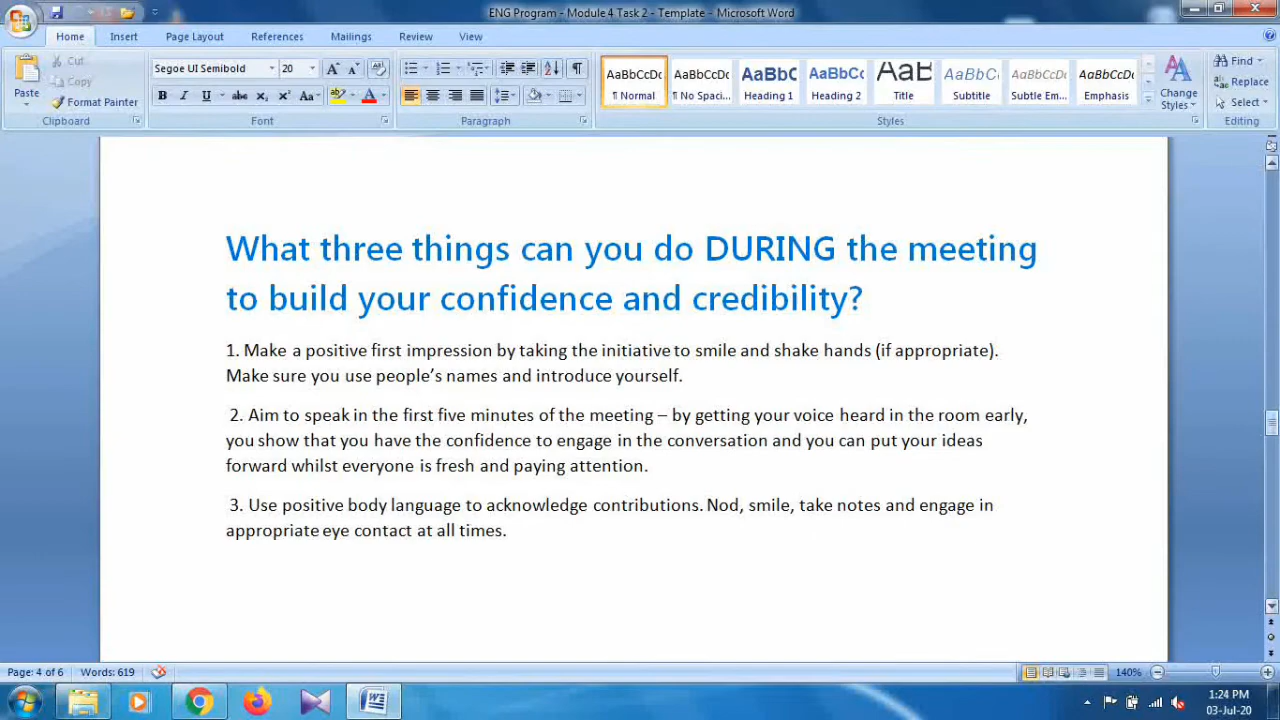 ENG Program - Module 4 Task 2 - Template - Microsoft Word
Home Insert Page Layout References Mailings Review View
Paste
Cut
Copy
Format Painter
Clipboard
Segoe UI Semibold 20
Font
Paragraph
AaBbCcDc AaBbCcDc AaBbC AaBbCc AaB AaBbCc. AaBbCcDc AaBbCcDc
¶ Normal ¶ No Spaci... Heading 1 Heading 2 Title Subtitle Subtle Em... Emphasis
Change Styles
Styles
Find
Replace
Select
Editing
What three things can you do DURING the meeting
to build your confidence and credibility?
1. Make a positive first impression by taking the initiative to smile and shake hands (if appropriate).
Make sure you use people’s names and introduce yourself.
2. Aim to speak in the first five minutes of the meeting – by getting your voice heard in the room early,
you show that you have the confidence to engage in the conversation and you can put your ideas
forward whilst everyone is fresh and paying attention.
3. Use positive body language to acknowledge contributions. Nod, smile, take notes and engage in
appropriate eye contact at all times.
Page: 4 of 6 Words: 619
140%
1:24 PM
03-Jul-20